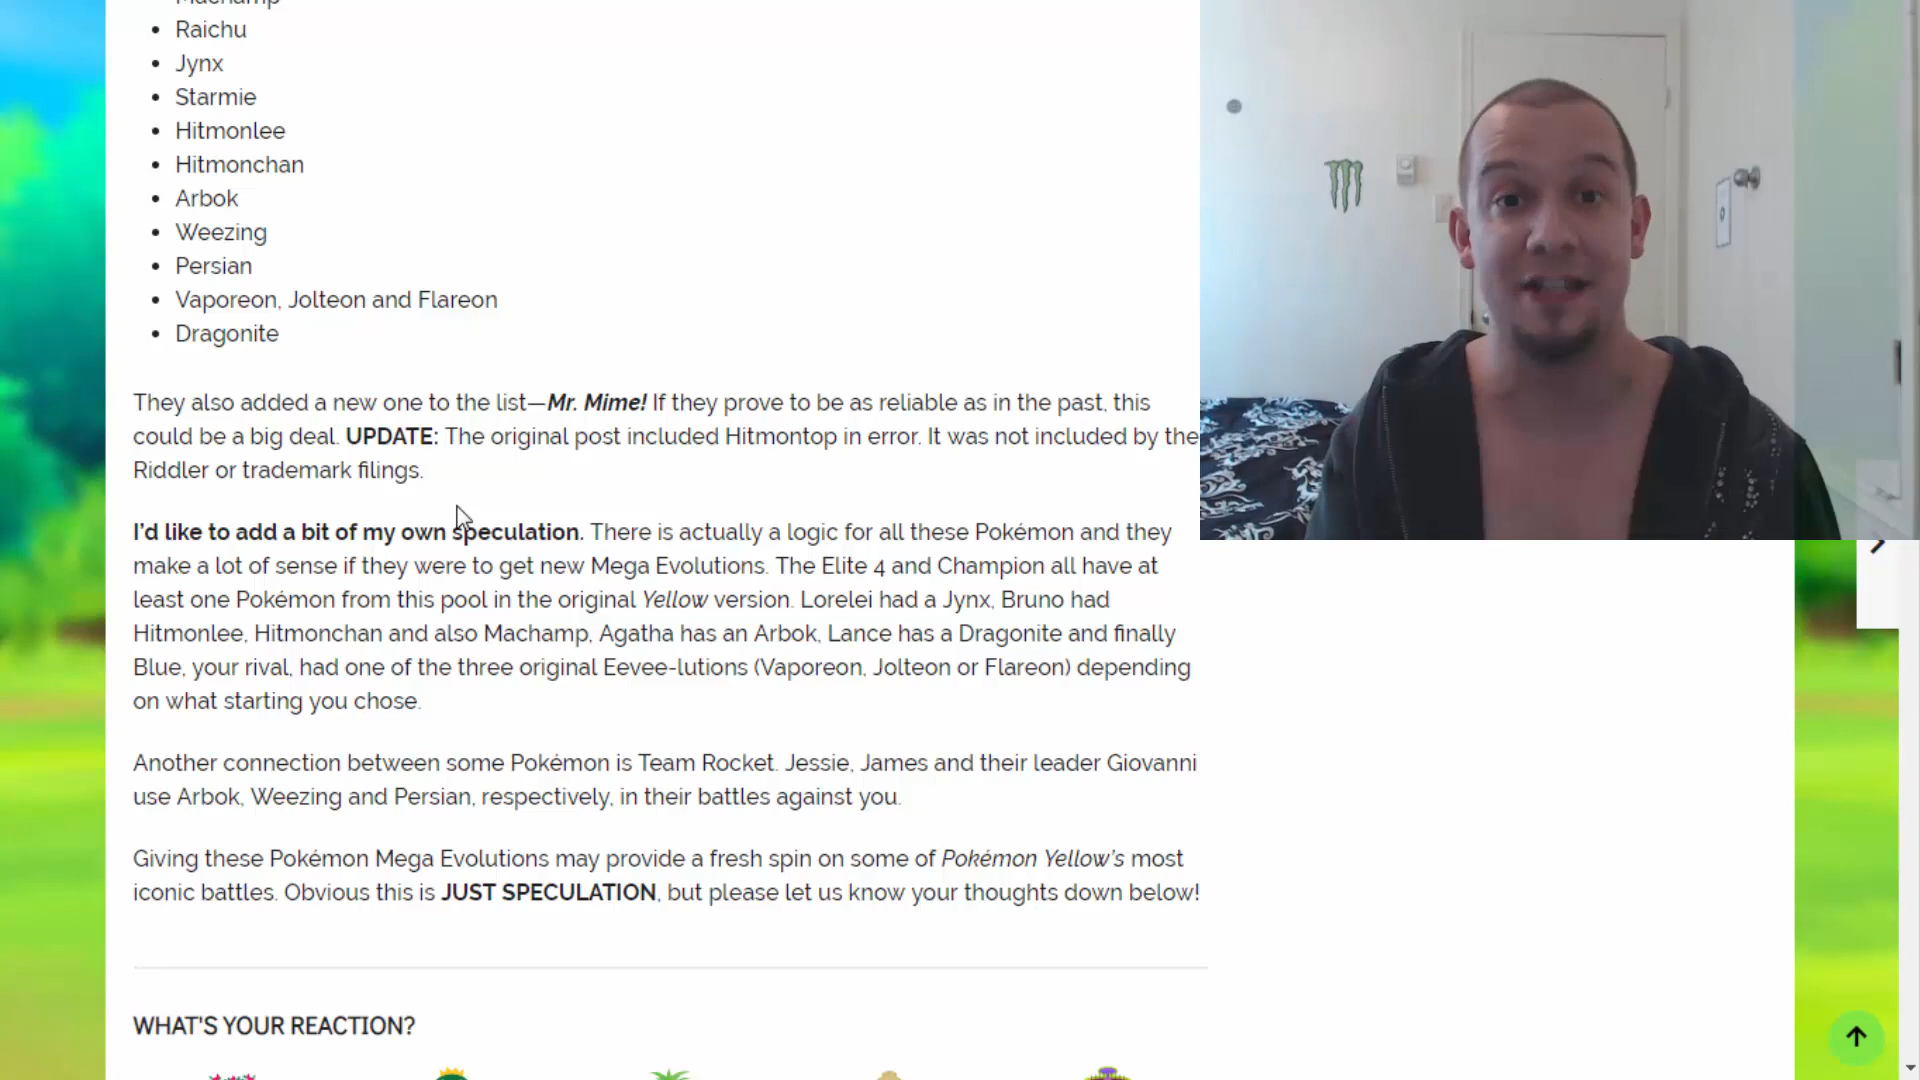 Machamp
Raichu
Jynx
Starmie
Hitmonlee
Hitmonchan
Arbok
Weezing
Persian
Vaporeon, Jolteon and Flareon
Dragonite
They also added a new one to the list—Mr. Mime! If they prove to be as reliable as in the past, this
could be a big deal. UPDATE: The original post included Hitmontop in error. It was not included by the
Riddler or trademark filings.
I'd like to add a bit of my own speculation. There is actually a logic for all these Pokémon and they
make a lot of sense if they were to get new Mega Evolutions. The Elite 4 and Champion all have at
least one Pokémon from this pool in the original Yellow version. Lorelei had a Jynx, Bruno had
Hitmonlee, Hitmonchan and also Machamp, Agatha has an Arbok, Lance has a Dragonite and finally
Blue, your rival, had one of the three original Eevee-lutions (Vaporeon, Jolteon or Flareon) depending
on what starting you chose.
Another connection between some Pokémon is Team Rocket. Jessie, James and their leader Giovanni
use Arbok, Weezing and Persian, respectively, in their battles against you.
Giving these Pokémon Mega Evolutions may provide a fresh spin on some of Pokémon Yellow's most
iconic battles. Obvious this is JUST SPECULATION, but please let us know your thoughts down below!
WHAT'S YOUR REACTION?